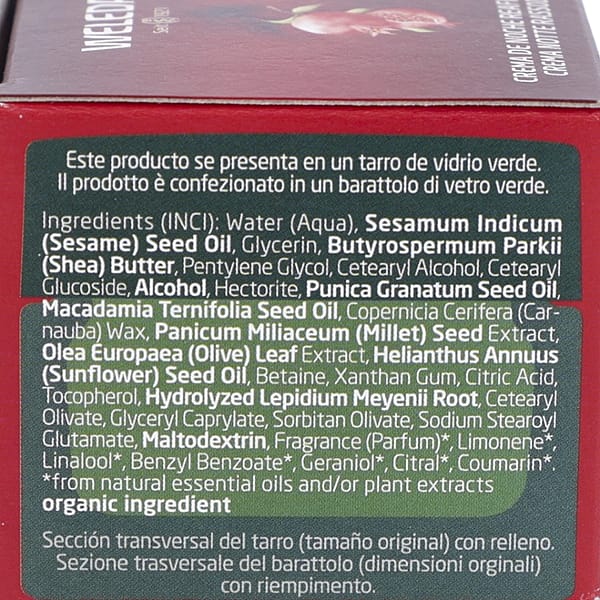 WELEDA
CREMA DE NOCHE
CREMA NOTTE
Este producto se presenta en un tarro de vidrio verde.
Il prodotto è confezionato in un barattolo di vetro verde.
Ingredients (INCI): Water (Aqua), Sesamum Indicum
(Sesame) Seed Oil, Glycerin, Butyrospermum Parkii
(Shea) Butter, Pentylene Glycol, Cetearyl Alcohol, Cetearyl
Glucoside, Alcohol, Hectorite, Punica Granatum Seed Oil,
Macadamia Ternifolia Seed Oil, Copernicia Cerifera (Car-
nauba) Wax, Panicum Miliaceum (Millet) Seed Extract,
Olea Europaea (Olive) Leaf Extract, Helianthus Annuus
(Sunflower) Seed Oil, Betaine, Xanthan Gum, Citric Acid,
Tocopherol, Hydrolyzed Lepidium Meyenii Root, Cetearyl
Olivate, Glyceryl Caprylate, Sorbitan Olivate, Sodium Stearoyl
Glutamate, Maltodextrin, Fragrance (Parfum)*, Limonene*,
Linalool*, Benzyl Benzoate*, Geraniol*, Citral*, Coumarin*.
*from natural essential oils and/or plant extracts
organic ingredient
Sección transversal del tarro (tamaño original) con relleno.
Sezione trasversale del barattolo (dimensioni orginali)
con riempimento.